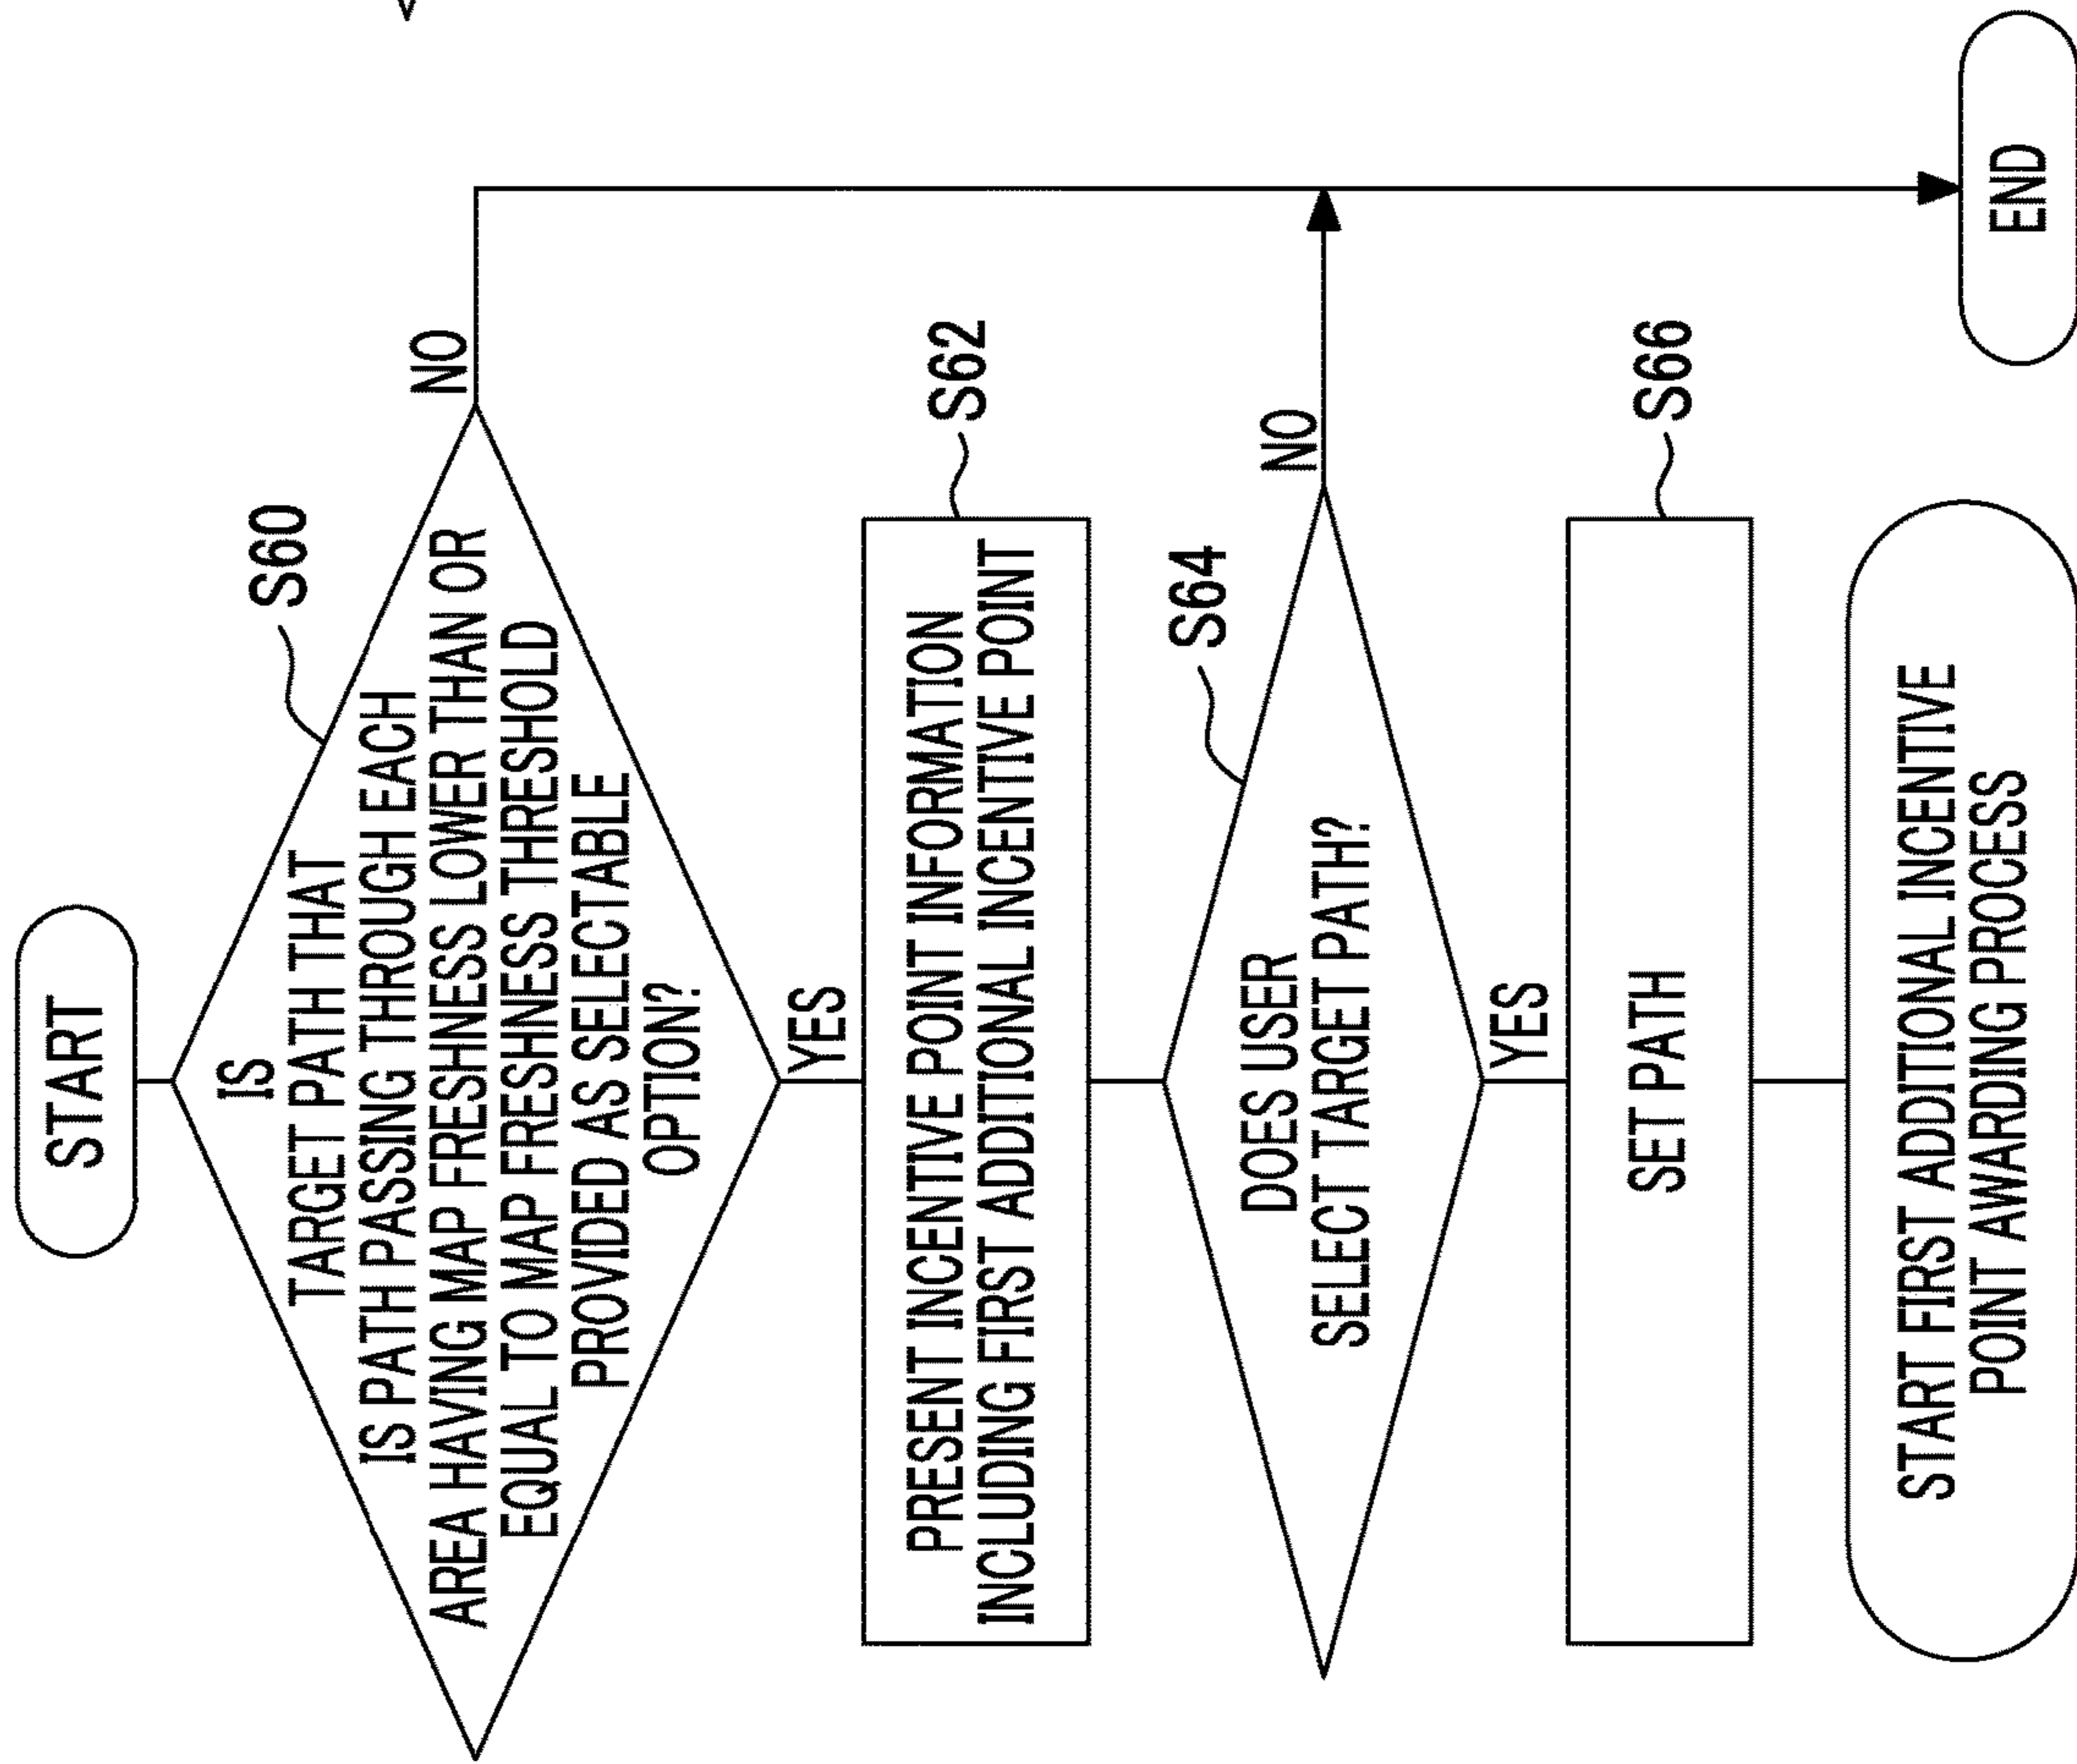 START
S60
IS
TARGET PATH THAT
IS PATH PASSING THROUGH EACH
AREA HAVING MAP FRESHNESS LOWER THAN OR
EQUAL TO MAP FRESHNESS THRESHOLD
PROVIDED AS SELECTABLE
OPTION?
NO
YES
S62
PRESENT INCENTIVE POINT INFORMATION
INCLUDING FIRST ADDITIONAL INCENTIVE POINT
S64
DOES USER
SELECT TARGET PATH?
NO
YES
S66
SET PATH
START FIRST ADDITIONAL INCENTIVE
POINT AWARDING PROCESS
END